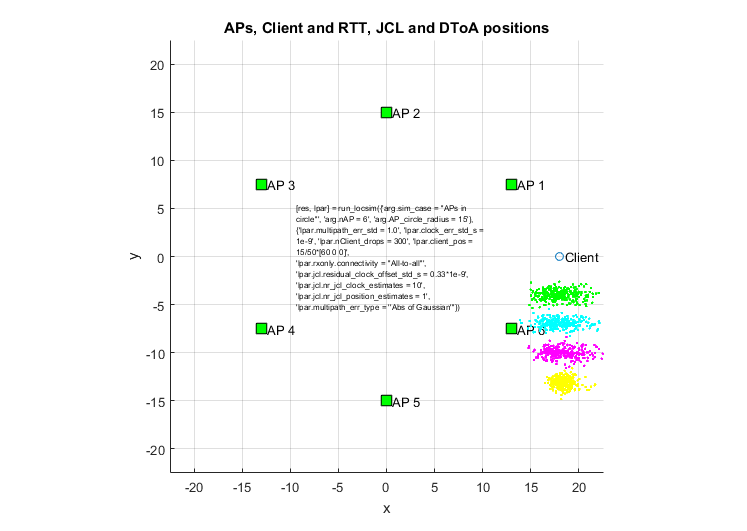 APs, Client and RTT, JCL and DToA positions
20
15
10
5
0
-5
-10
-15
-20
y
AP 2
AP 3
AP 1
[res, lpar] = run_locsim({'arg.sim_case = "APs in
circle"', 'arg.nAP = 6', 'arg.AP_circle_radius = 15'},
{'lpar.multipath_err_std = 1.0', 'lpar.clock_err_std_s =
1e-9', 'lpar.nClient_drops = 300', 'lpar.client_pos =
15/50*[60 0 0]',
'lpar.rxonly.connectivity = "All-to-all"',
'lpar.jcl.residual_clock_offset_std_s = 0.33*1e-9',
'lpar.jcl.nr_jcl_clock_estimates = 10',
'lpar.jcl.nr_jcl_position_estimates = 1',
'lpar.multipath_err_type = "Abs of Gaussian"'})
Client
AP 4
AP 6
AP 5
-20 -15 -10 -5 0 5 10 15 20
x